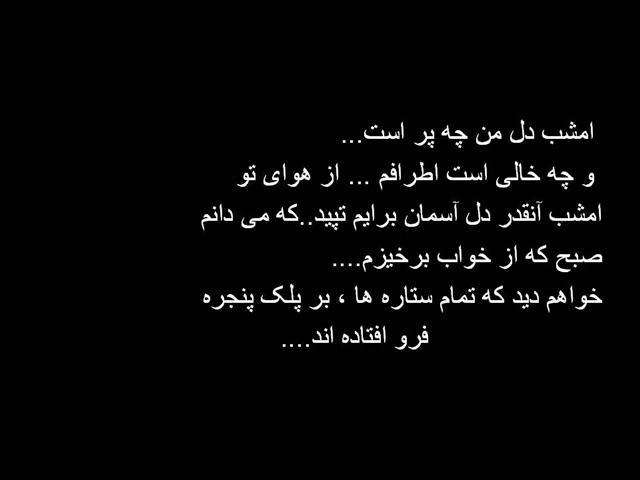 امشب دل من چه پر است...
و چه خالی است اطرافم ... از هوای تو
امشب آنقدر دل آسمان برایم تپید..که می دانم
صبح که از خواب برخیزم....
خواهم دید که تمام ستاره ها ، بر پلک پنجره
فرو افتاده اند....